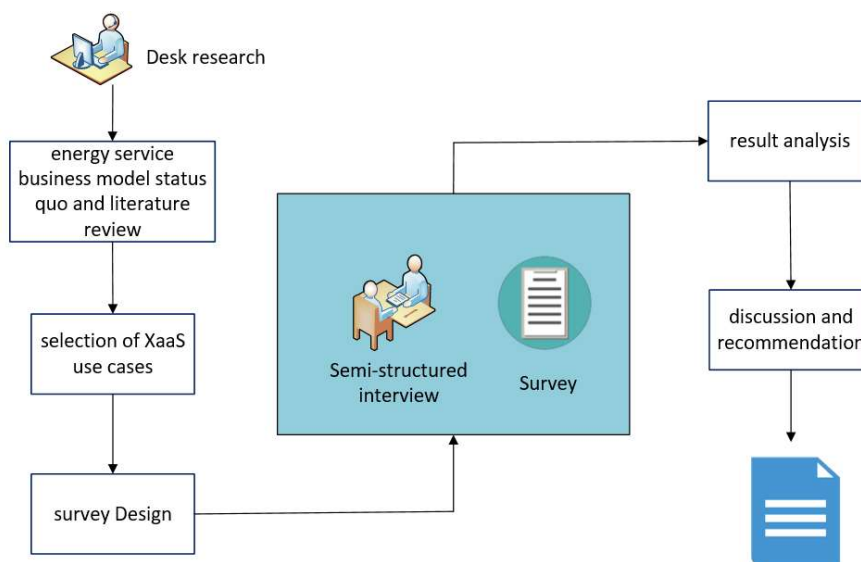 Desk research
energy service
business model status
quo and literature
review
selection of XaaS
use cases
survey Design
Semi-structured
interview
Survey
result analysis
discussion and
recommendation